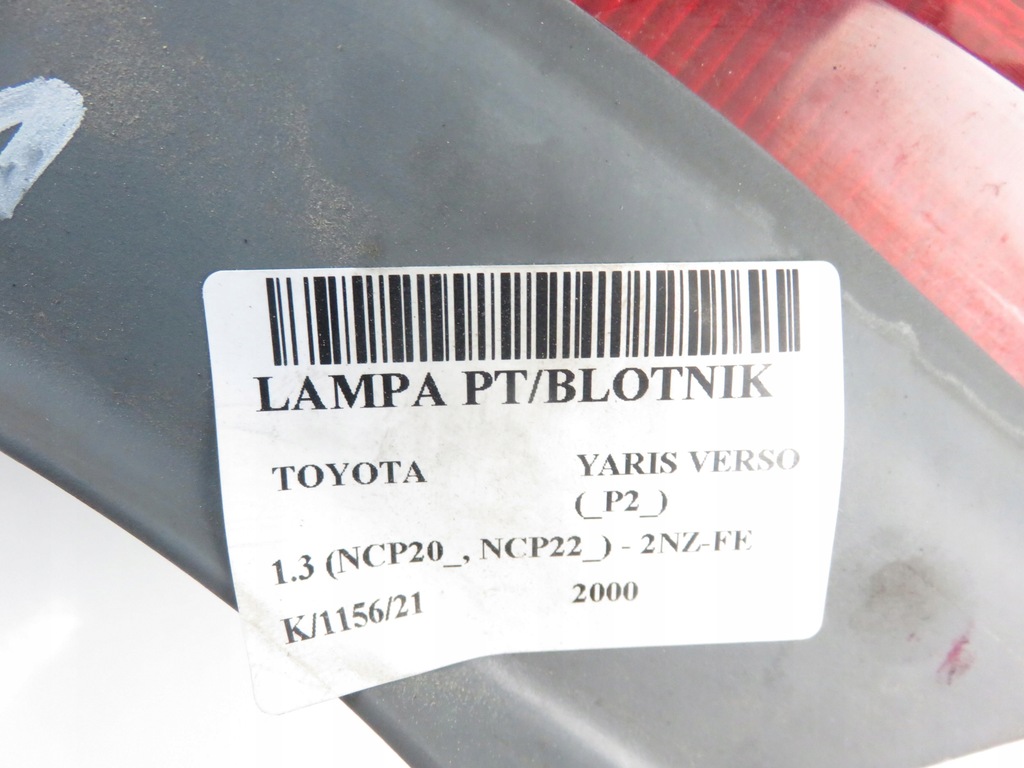 LAMPA PT/BLOTNIK
TOYOTA YARIS VERSO
(_P2_)
1.3 (NCP20_, NCP22_) - 2NZ-FE
K/1156/21 2000